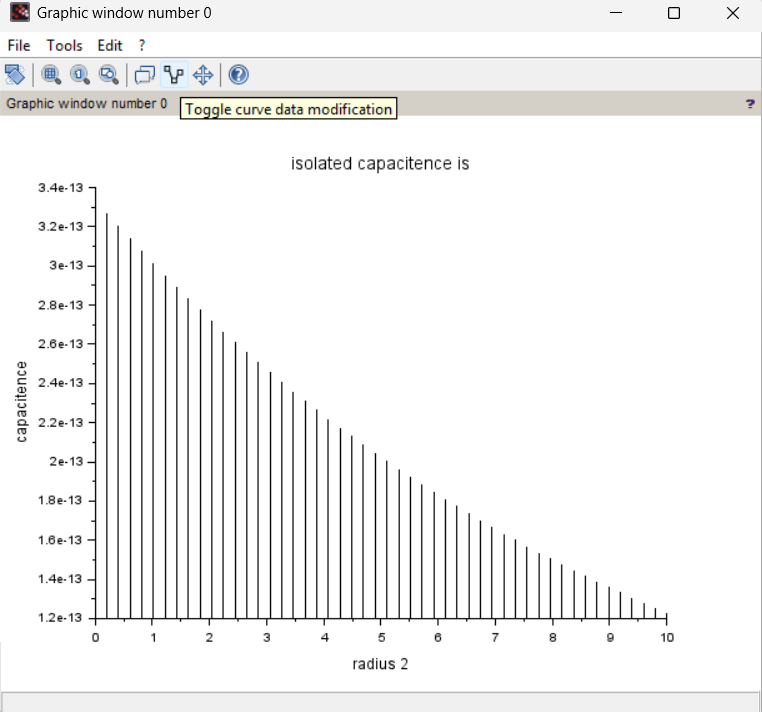 Graphic window number 0
File Tools Edit ?
Graphic window number 0 ?
Toggle curve data modification
isolated capacitence is
3.4e-13
3.2e-13
3e-13
2.8e-13
2.6e-13
2.4e-13
2.2e-13
2e-13
1.8e-13
1.6e-13
1.4e-13
1.2e-13
capacitence
0 1 2 3 4 5 6 7 8 9 10
radius 2